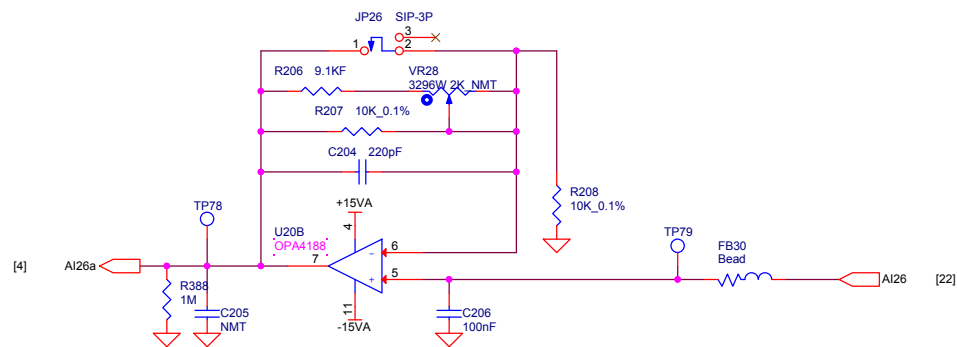 JP26 SIP-3P
3
1 2
R206 9.1KF
VR28
3296W 2K_NMT
R207 10K_0.1%
C204 220pF
R208
10K_0.1%
TP78
+15VA
4
U20B
OPA4188
7
6
5
11
-15VA
TP79
FB30
Bead
[4] AI26a
AI26 [22]
R388
1M
C205
NMT
C206
100nF